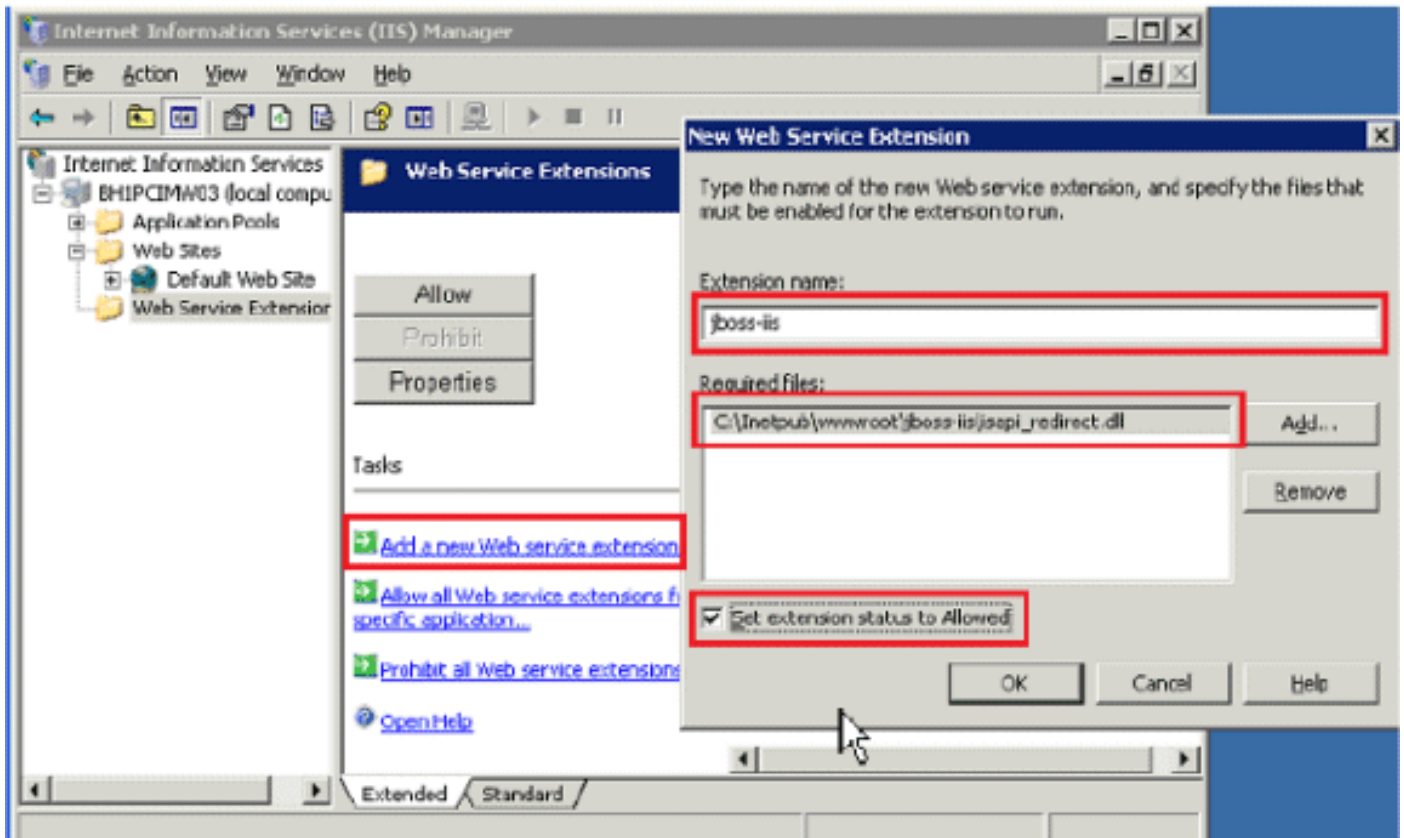 Internet Information Services (IIS) Manager
File Action View Window Help
Internet Information Services
BH1PCIMW03 (local compu
Application Pools
Web Sites
Default Web Site
Web Service Extension
Web Service Extensions
Allow
Prohibit
Properties
Tasks
Add a new Web service extension.
Allow all Web service extensions f
specific application...
Prohibit all Web service extensions
Open Help
Extended
Standard
New Web Service Extension
Type the name of the new Web service extension, and specify the files that
must be enabled for the extension to run.
Extension name:
jboss-iis
Required files:
C:\Inetpub\wwwroot\jboss-iis\isapi_redirect.dll
Add...
Remove
Set extension status to Allowed
OK
Cancel
Help